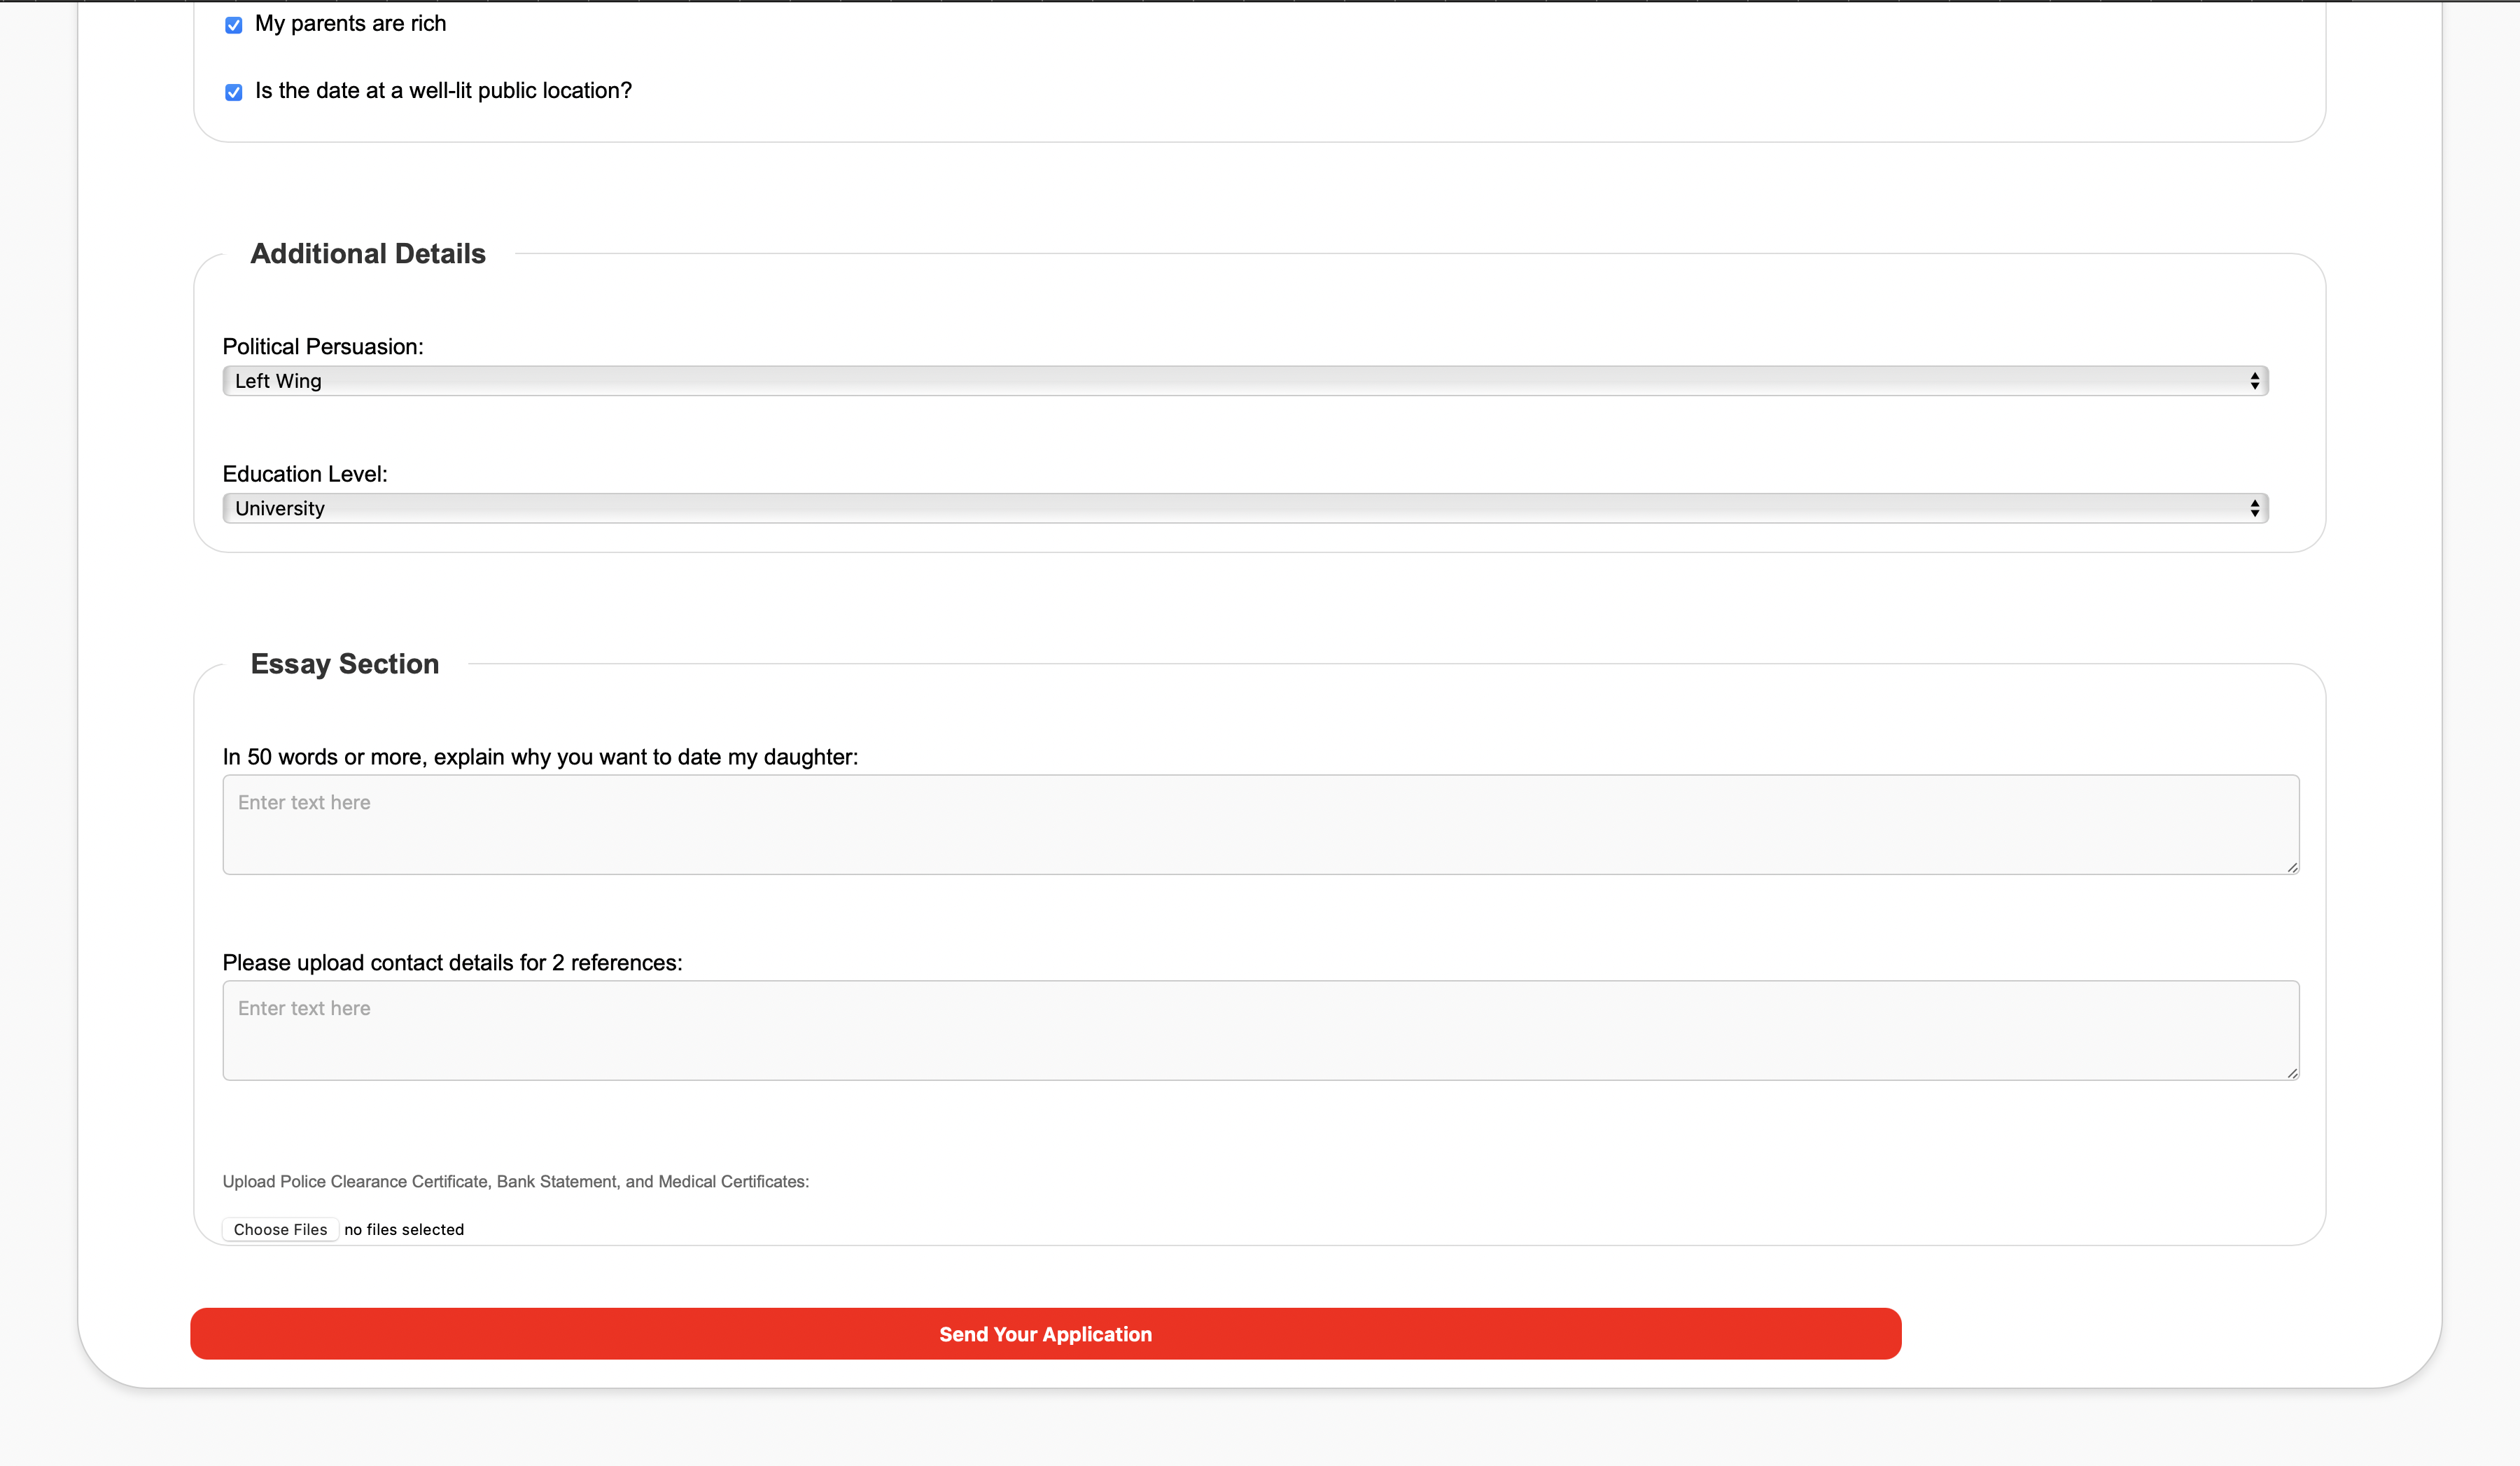 My parents are rich
Is the date at a well-lit public location?
Additional Details
Political Persuasion:
Left Wing
Education Level:
University
Essay Section
In 50 words or more, explain why you want to date my daughter:
Enter text here
Please upload contact details for 2 references:
Enter text here
Upload Police Clearance Certificate, Bank Statement, and Medical Certificates:
Choose Files no files selected
Send Your Application